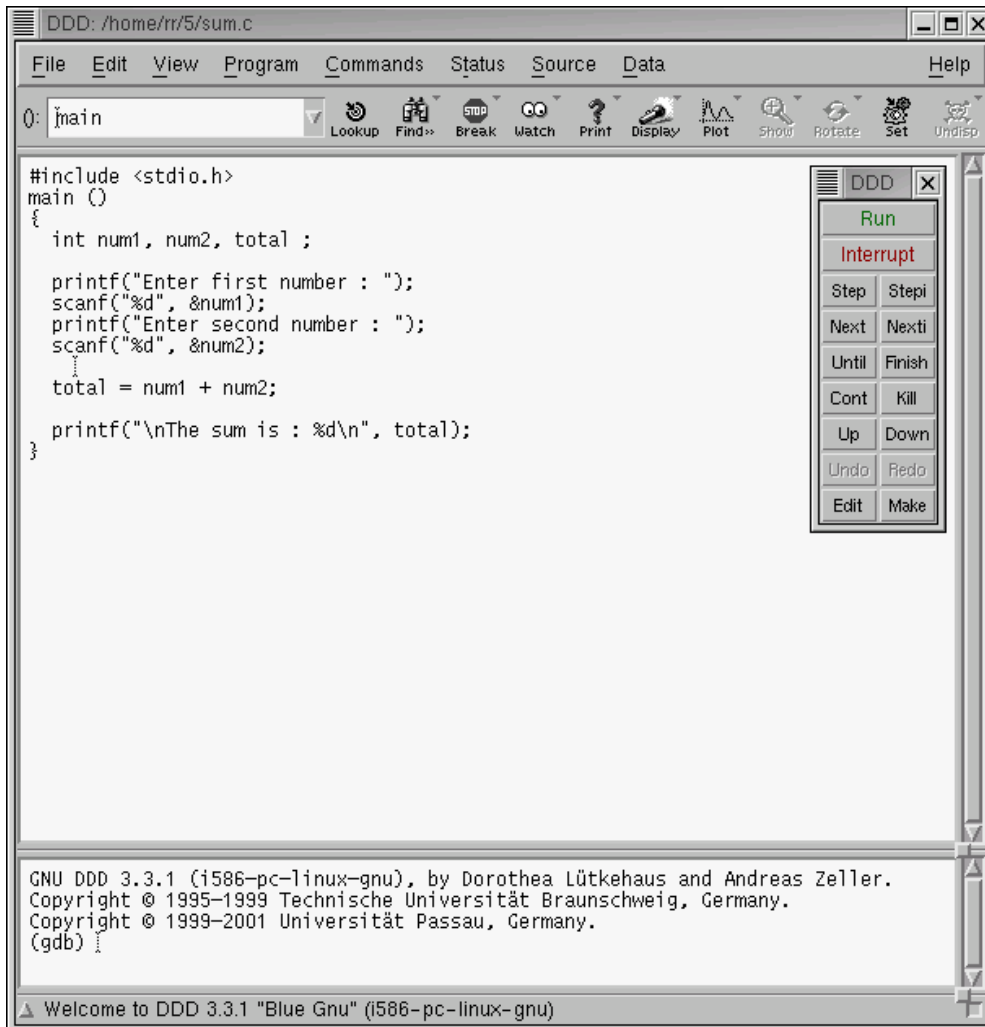 DDD: /home/rr/5/sum.c
File Edit View Program Commands Status Source Data Help
(): main
Lookup Find» Break Watch Print Display Plot Show Rotate Set Undisp
STOP
#include <stdio.h>
main ()
{
  int num1, num2, total ;
  printf("Enter first number : ");
  scanf("%d", &num1);
  printf("Enter second number : ");
  scanf("%d", &num2);
  total = num1 + num2;
  printf("\nThe sum is : %d\n", total);
}
DDD
Run
Interrupt
Step Stepi
Next Nexti
Until Finish
Cont Kill
Up Down
Undo Redo
Edit Make
GNU DDD 3.3.1 (i586-pc-linux-gnu), by Dorothea Lütkehaus and Andreas Zeller.
Copyright © 1995-1999 Technische Universität Braunschweig, Germany.
Copyright © 1999-2001 Universität Passau, Germany.
(gdb)
Welcome to DDD 3.3.1 "Blue Gnu" (i586-pc-linux-gnu)